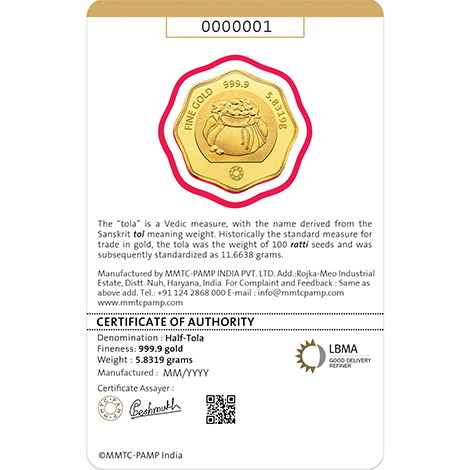 0000001
FINE GOLD 999.9 5.8319g
The "tola" is a Vedic measure, with the name derived from the
Sanskrit tol meaning weight. Historically the standard measure for
trade in gold, the tola was the weight of 100 ratti seeds and was
subsequently standardized as 11.6638 grams.
Manufactured by MMTC-PAMP INDIA PVT. LTD. Add.:Rojka-Meo Industrial
Estate, Distt. Nuh, Haryana, India For Complaint and Feedback : Same as
above add. Tel.: +91 124 2868 000 E-mail : info@mmtcpamp.com
www.mmtcpamp.com
CERTIFICATE OF AUTHORITY
Denomination : Half-Tola
Fineness: 999.9 gold
Weight : 5.8319 grams
Manufactured : MM/YYYY
LBMA
GOOD DELIVERY
REFINER
Certificate Assayer :
MMTC-PAMP
©MMTC-PAMP India